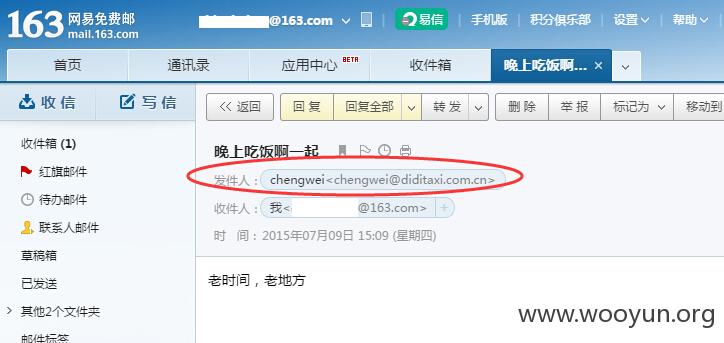 163 网易免费邮
mail.163.com
@163.com 易信 手机版 积分俱乐部 设置 帮助
首页 通讯录 应用中心 BETA 收件箱 晚上吃饭啊... ×
收信 写信 << 返回 回复 回复全部 转发 删除 举报 标记为 移动到
收件箱 (1)
红旗邮件
待办邮件
联系人邮件
草稿箱
已发送
其他2个文件夹
邮件标签
晚上吃饭啊一起
发件人: chengwei<chengwei@diditaxi.com.cn>
收件人: 我< @163.com> +
时 间: 2015年07月09日 15:09 (星期四)
老时间，老地方
www.wooyun.org